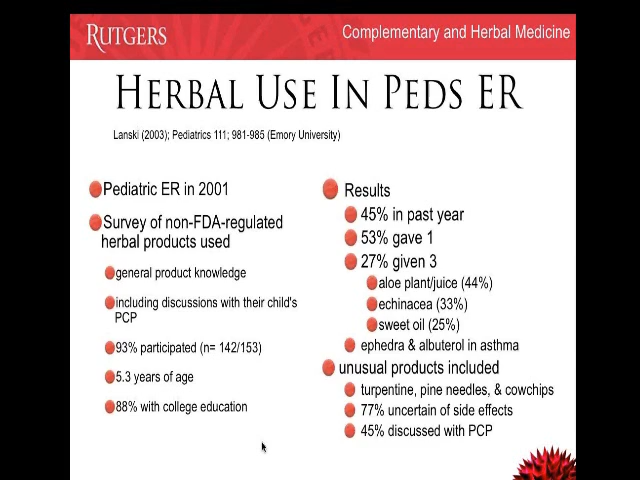 RUTGERS
Complementary and Herbal Medicine
HERBAL USE IN PEDS ER
Lanski (2003); Pediatrics 111; 981-985 (Emory University)
Pediatric ER in 2001
Survey of non-FDA-regulated
herbal products used
general product knowledge
including discussions with their child's
PCP
93% participated (n= 142/153)
5.3 years of age
88% with college education
Results
45% in past year
53% gave 1
27% given 3
aloe plant/juice (44%)
echinacea (33%)
sweet oil (25%)
ephedra & albuterol in asthma
unusual products included
turpentine, pine needles, & cowchips
77% uncertain of side effects
45% discussed with PCP